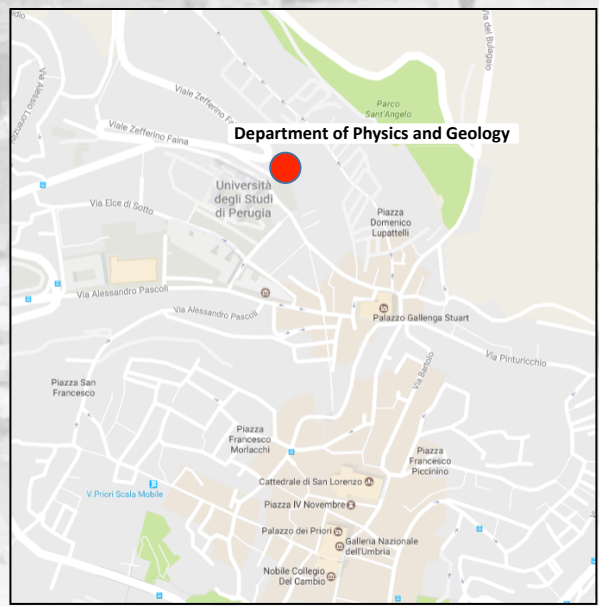 Via del Bulagaio
Via Alessio Lorenzini
Viale Zefferino Fa
Parco
Sant'Angelo
Viale Zefferino Faina
Department of Physics and Geology
Università
degli Studi
di Perugia
Via Elce di Sotto
Piazza
Domenico
Lupattelli
Via Alessandro Pascoli
Via Alessandro Pascoli
Palazzo Gallenga Stuart
Via Pinturicchio
Via Bartolo
Piazza San
Francesco
Piazza
Francesco
Morlacchi
Piazza
Francesco
Piccinino
Cattedrale di San Lorenzo
V.Priori Scala Mobile
Piazza IV Novembre
Palazzo dei Priori
Galleria Nazionale
dell'Umbria
Nobile Collegio
Del Cambio